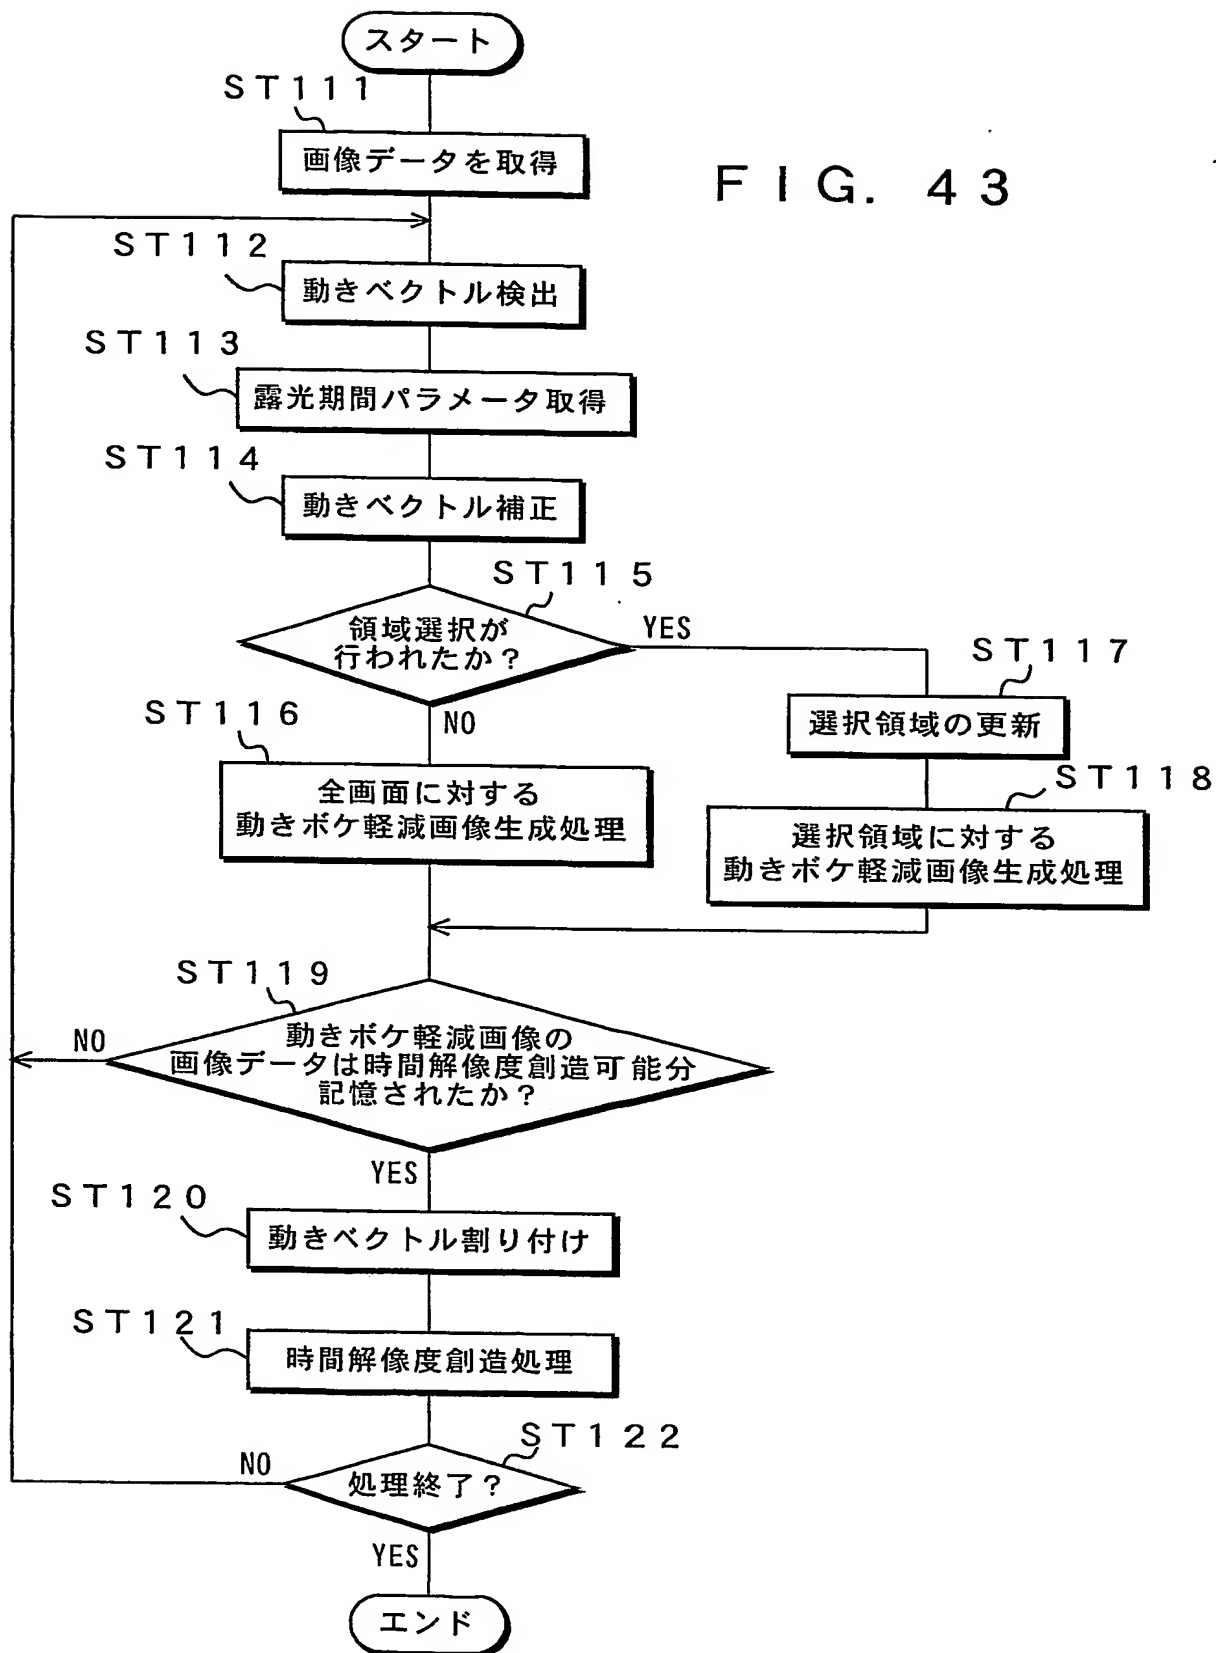 スタート
ST111
画像データを取得
FIG. 43
ST112
動きベクトル検出
ST113
露光期間パラメータ取得
ST114
動きベクトル補正
ST115
領域選択が
行われたか?
YES
NO
ST116
全画面に対する
動きボケ軽減画像生成処理
ST117
選択領域の更新
ST118
選択領域に対する
動きボケ軽減画像生成処理
ST119
動きボケ軽減画像の
画像データは時間解像度創造可能分
記憶されたか?
NO
YES
ST120
動きベクトル割り付け
ST121
時間解像度創造処理
ST122
処理終了?
NO
YES
エンド